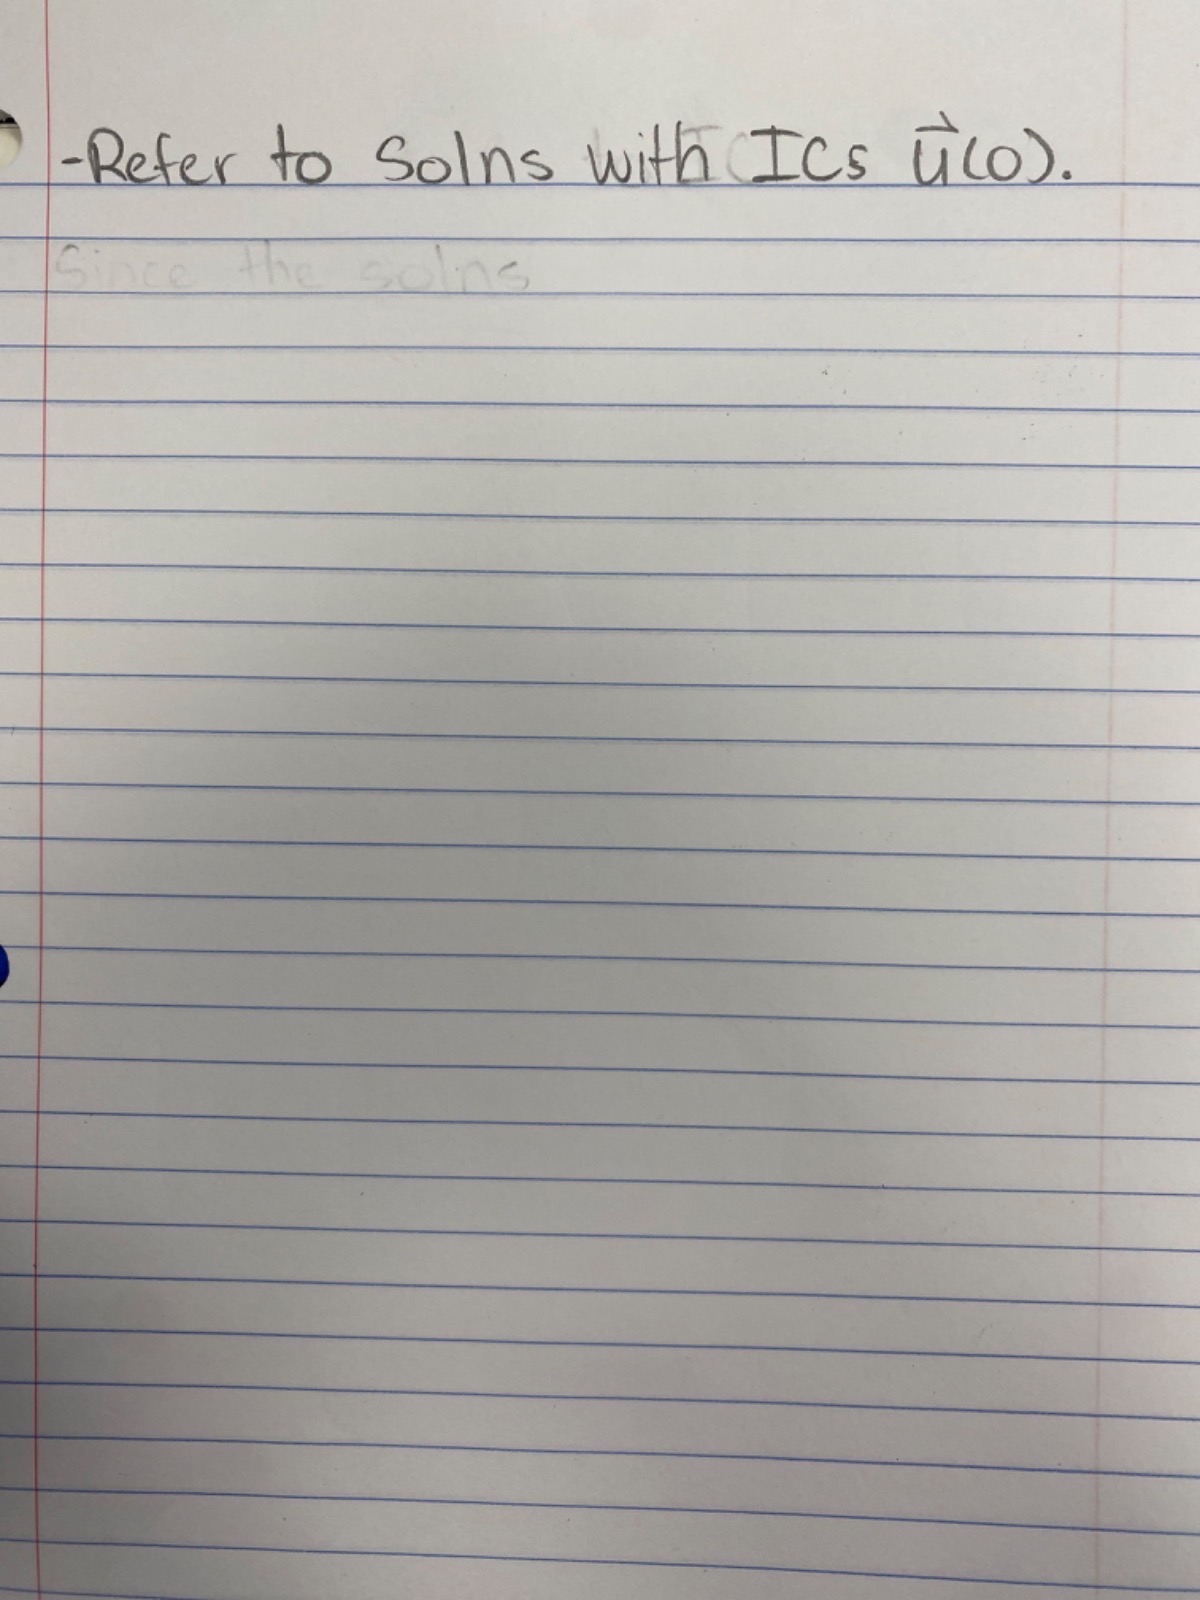 -Refer to Solns with ICs u⃗(0).
Since the solns